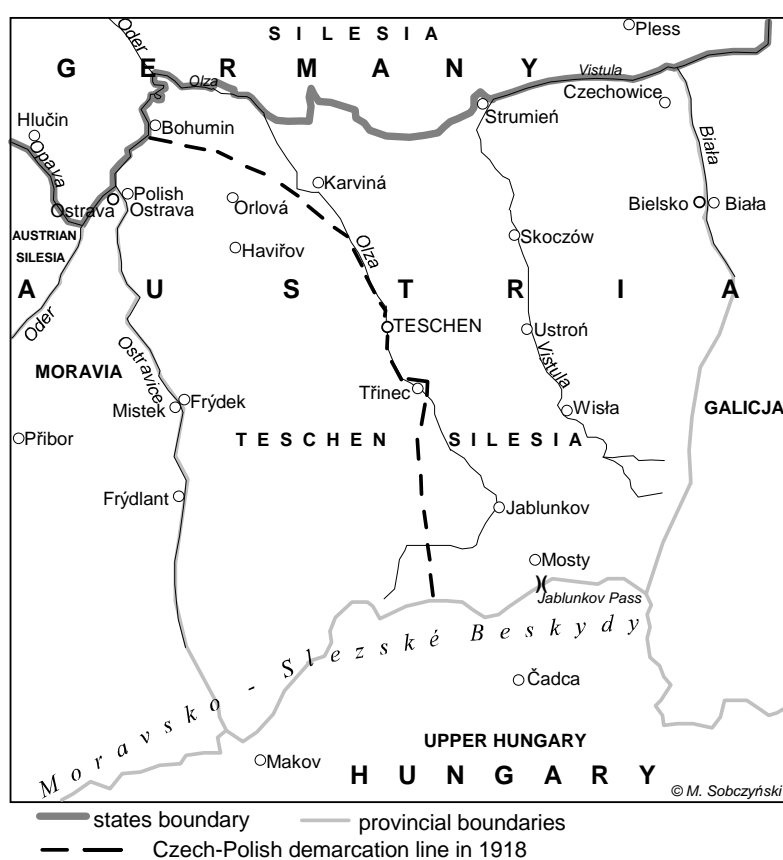 SILESIA
Pless
Oder
GERMANY
Olza
Vistula
Czechowice
Strumień
Hlučin
Bohumin
Opava
Biała
Karviná
Polish
Ostrava
Ostrava
Orlová
Bielsko
Biała
AUSTRIAN
SILESIA
Haviřov
Olza
Skoczów
AUSTRIA
Oder
TESCHEN
Ustroń
Vistula
MORAVIA
Ostravice
Třinec
Frýdek
Mistek
Wisła
GALICJA
Přibor
TESCHEN SILESIA
Frýdlant
Jablunkov
Mosty
Jablunkov Pass
Moravsko - Slezské Beskydy
Čadca
UPPER HUNGARY
Makov
HUNGARY
© M. Sobczyński
states boundary
provincial boundaries
Czech-Polish demarcation line in 1918